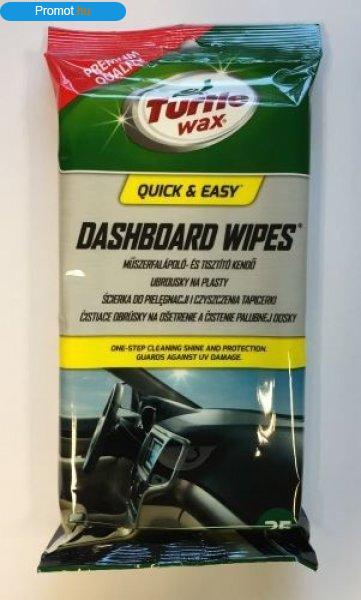 Promot.hu
PREMIUM
QUALITY
Turtle
wax®
QUICK & EASY
DASHBOARD WIPES*
MŰSZERFALÁPOLÓ- ÉS TISZTÍTÓ KENDŐ
UBROUSKY NA PLASTY
ŚCIERKA DO PIELĘGNACJI I CZYSZCZENIA TAPICERKI
ČISTIACE OBRÚSKY NA OŠETRENIE A ČISTENIE PALUBNEJ DOSKY
ONE-STEP CLEANING SHINE AND PROTECTION.
GUARDS AGAINST UV DAMAGE.
25